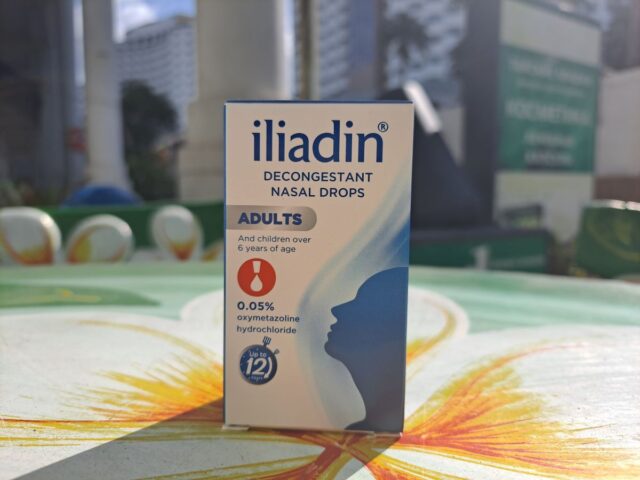 iliadin®
DECONGESTANT
NASAL DROPS
ADULTS
And children over
6 years of age
0.05%
oxymetazoline
hydrochloride
Up to
12